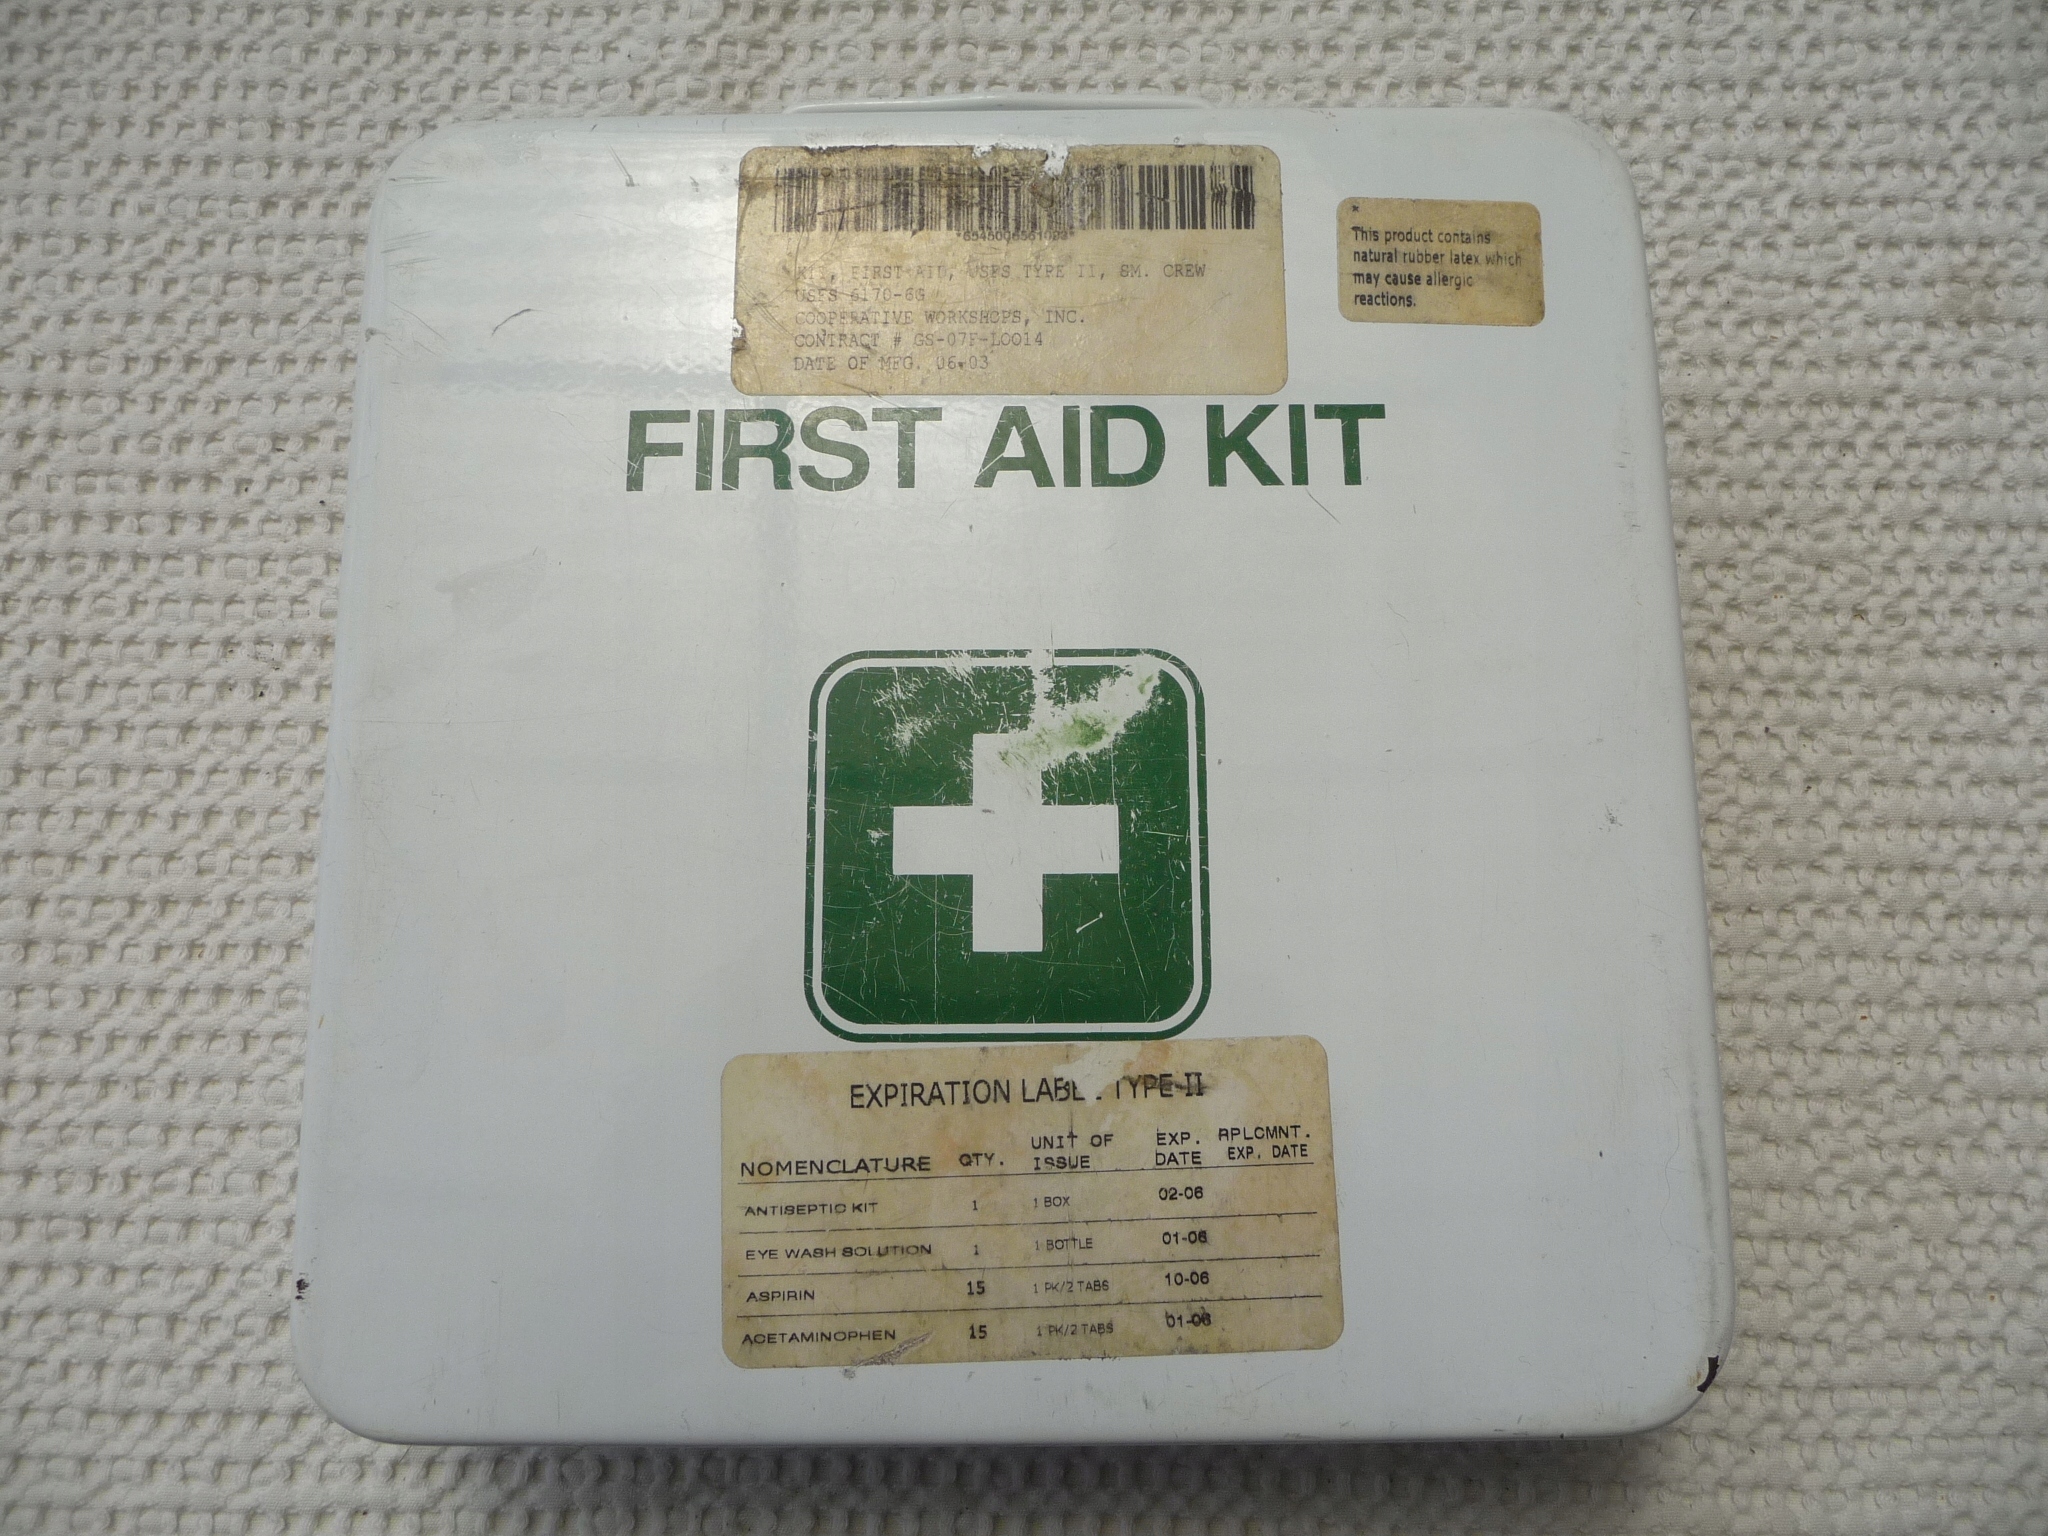 *6545006561093*
KIT, FIRST AID, USFS TYPE II, SM. CREW
USFS 6170-6G
COOPERATIVE WORKSHOPS, INC.
CONTRACT # GS-07F-L0014
DATE OF MFG. 06-03
*
This product contains
natural rubber latex which
may cause allergic
reactions.
FIRST AID KIT
EXPIRATION LABEL TYPE-II
NOMENCLATURE QTY. UNIT OF ISSUE EXP. DATE RPLCMNT. EXP. DATE
ANTISEPTIC KIT 1 1 BOX 02-06
EYE WASH SOLUTION 1 1 BOTTLE 01-06
ASPIRIN 15 1 PK/2 TABS 10-06
ACETAMINOPHEN 15 1 PK/2 TABS 01-06